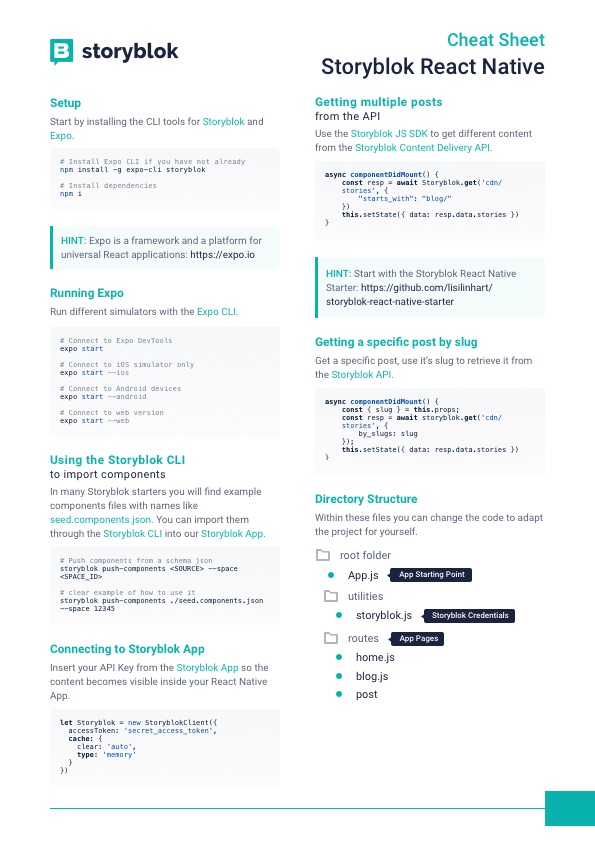 storyblok
Cheat Sheet
Storyblok React Native
Setup
Start by installing the CLI tools for Storyblok and
Expo.
# Install Expo CLI if you have not already
npm install -g expo-cli storyblok
# Install dependencies
npm i
HINT: Expo is a framework and a platform for
universal React applications: https://expo.io
Running Expo
Run different simulators with the Expo CLI.
# Connect to Expo DevTools
expo start
# Connect to iOS simulator only
expo start --ios
# Connect to Android devices
expo start --android
# Connect to web version
expo start --web
Using the Storyblok CLI
to import components
In many Storyblok starters you will find example
components files with names like
seed.components.json. You can import them
through the Storyblok CLI into our Storyblok App.
# Push components from a schema json
storyblok push-components <SOURCE> --space
<SPACE_ID>
# clear example of how to use it
storyblok push-components ./seed.components.json
--space 12345
Connecting to Storyblok App
Insert your API Key from the Storyblok App so the
content becomes visible inside your React Native
App.
let Storyblok = new StoryblokClient({
accessToken: 'secret_access_token',
cache: {
clear: 'auto',
type: 'memory'
}
})
Getting multiple posts
from the API
Use the Storyblok JS SDK to get different content
from the Storyblok Content Delivery API.
async componentDidMount() {
const resp = await Storyblok.get('cdn/
stories', {
"starts_with": "blog/"
})
this.setState({ data: resp.data.stories })
}
HINT: Start with the Storyblok React Native
Starter: https://github.com/lisilinhart/
storyblok-react-native-starter
Getting a specific post by slug
Get a specific post, use it's slug to retrieve it from
the Storyblok API.
async componentDidMount() {
const { slug } = this.props;
const resp = await storyblok.get('cdn/
stories', {
by_slugs: slug
});
this.setState({ data: resp.data.stories })
}
Directory Structure
Within these files you can change the code to adapt
the project for yourself.
root folder
App.js App Starting Point
utilities
storyblok.js Storyblok Credentials
routes App Pages
home.js
blog.js
post